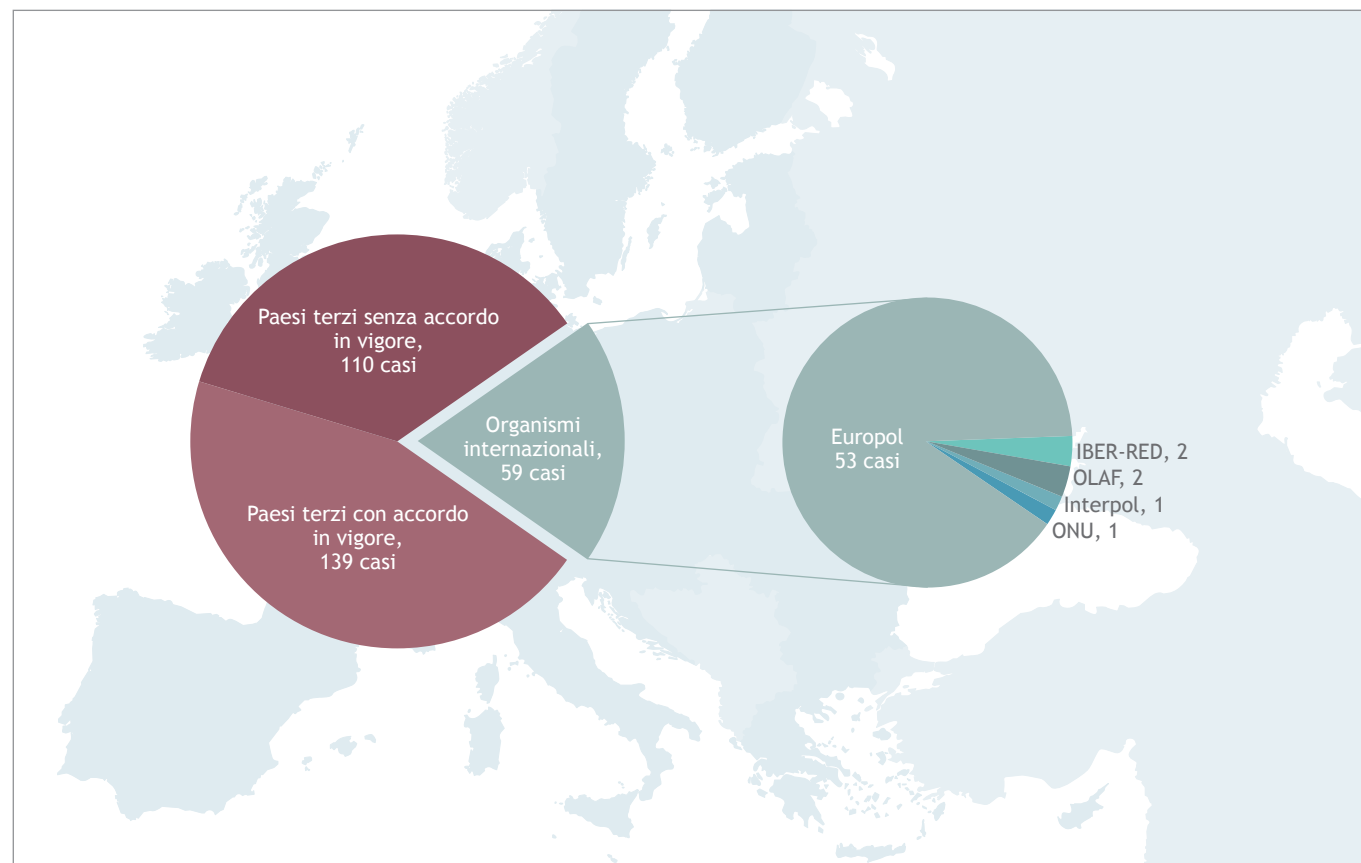 Paesi terzi senza accordo
in vigore,
110 casi
Organismi
internazionali,
59 casi
Paesi terzi con accordo
in vigore,
139 casi
Europol
53 casi
IBER-RED, 2
OLAF, 2
Interpol, 1
ONU, 1